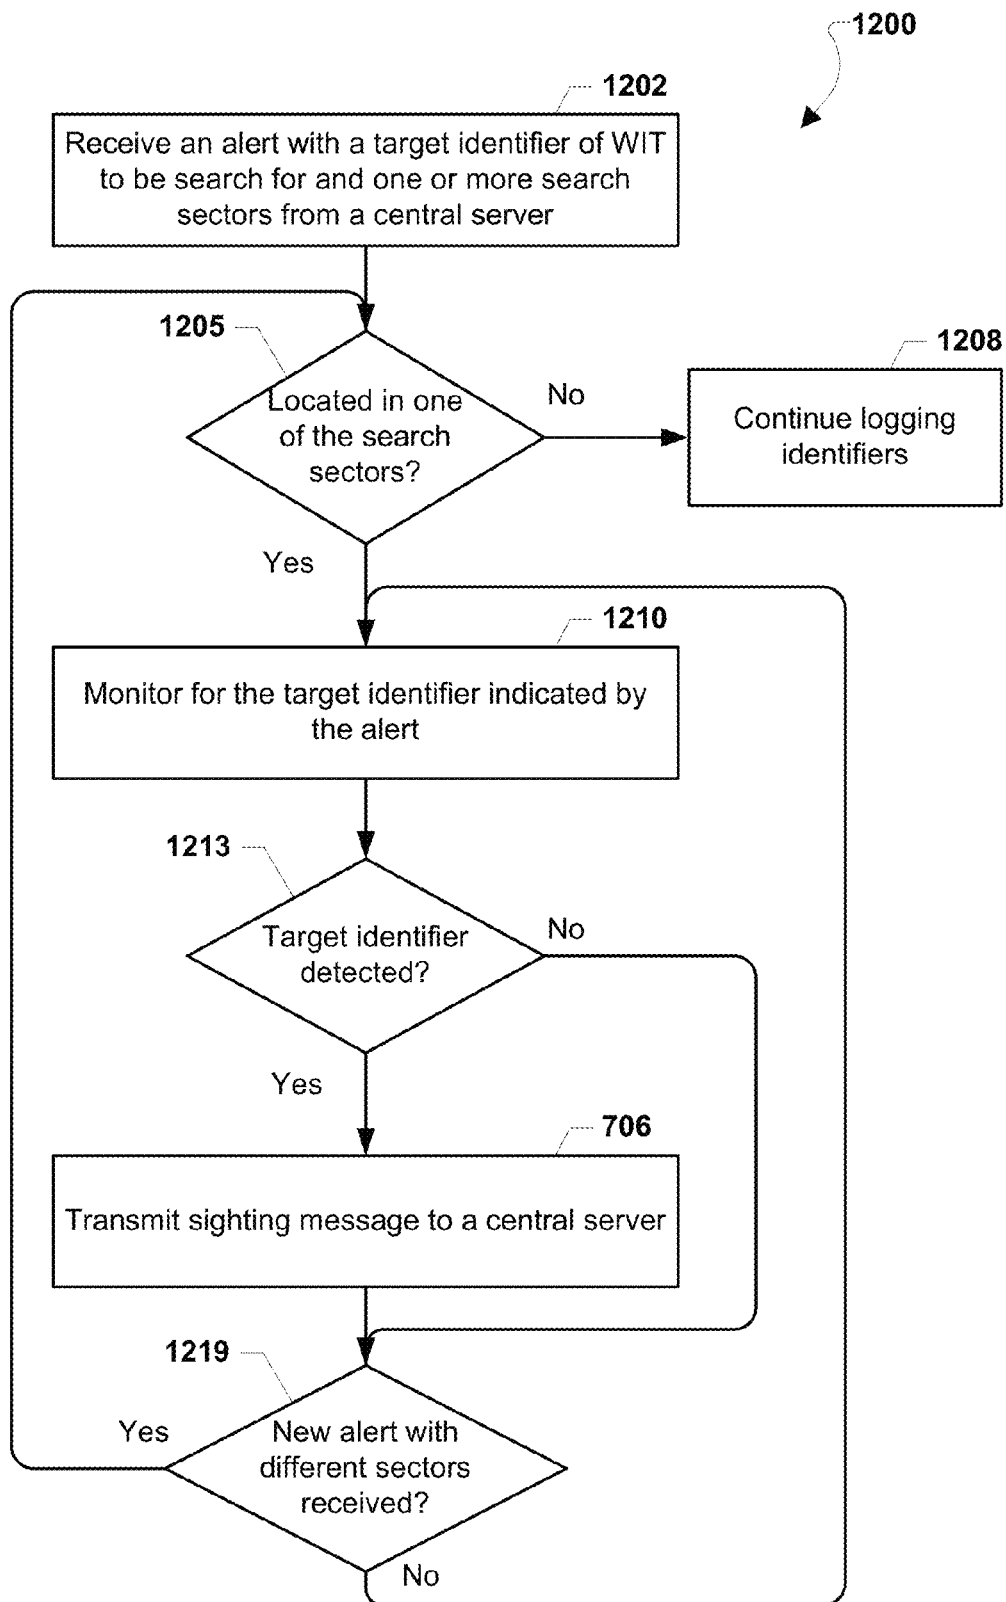 1200
1202
Receive an alert with a target identifier of WIT
to be search for and one or more search
sectors from a central server
1205
Located in one
of the search
sectors?
No
1208
Continue logging
identifiers
Yes
1210
Monitor for the target identifier indicated by
the alert
1213
Target identifier
detected?
No
Yes
706
Transmit sighting message to a central server
1219
New alert with
different sectors
received?
Yes
No